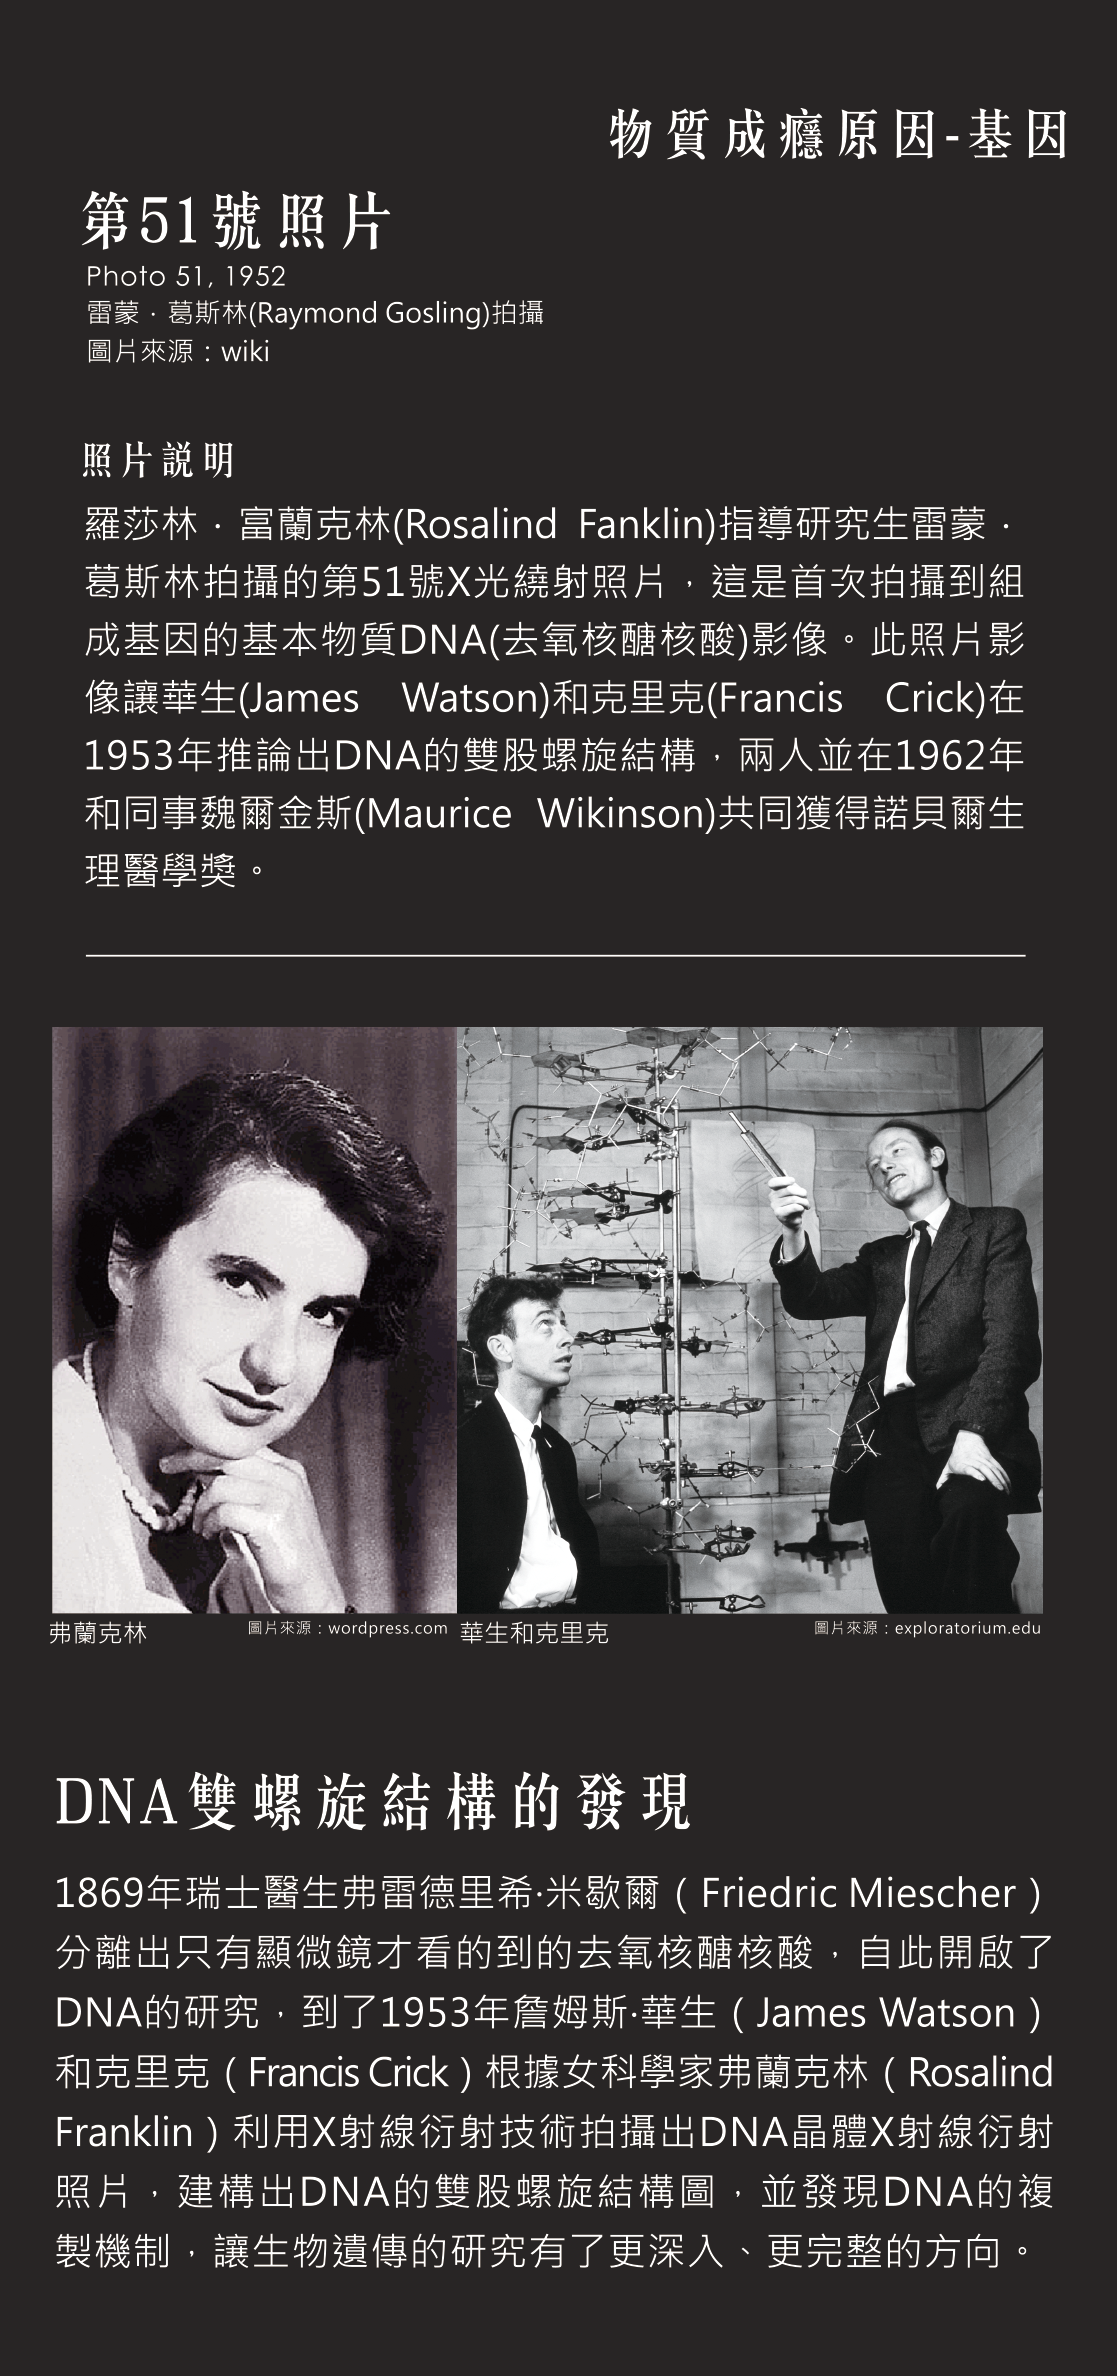 物質成癮原因-基因
第51號照片
Photo 51, 1952
雷蒙．葛斯林(Raymond Gosling)拍攝
圖片來源：wiki
照片説明
羅莎林．富蘭克林(Rosalind Fanklin)指導研究生雷蒙．
葛斯林拍攝的第51號X光繞射照片，這是首次拍攝到組
成基因的基本物質DNA(去氧核醣核酸)影像。此照片影
像讓華生(James Watson)和克里克(Francis Crick)在
1953年推論出DNA的雙股螺旋結構，兩人並在1962年
和同事魏爾金斯(Maurice Wikinson)共同獲得諾貝爾生
理醫學獎。
弗蘭克林 圖片來源：wordpress.com 華生和克里克 圖片來源：exploratorium.edu
DNA雙螺旋結構的發現
1869年瑞士醫生弗雷德里希·米歇爾（Friedric Miescher）
分離出只有顯微鏡才看的到的去氧核醣核酸，自此開啟了
DNA的研究，到了1953年詹姆斯·華生（James Watson）
和克里克（Francis Crick）根據女科學家弗蘭克林（Rosalind
Franklin）利用X射線衍射技術拍攝出DNA晶體X射線衍射
照片，建構出DNA的雙股螺旋結構圖，並發現DNA的複
製機制，讓生物遺傳的研究有了更深入、更完整的方向。